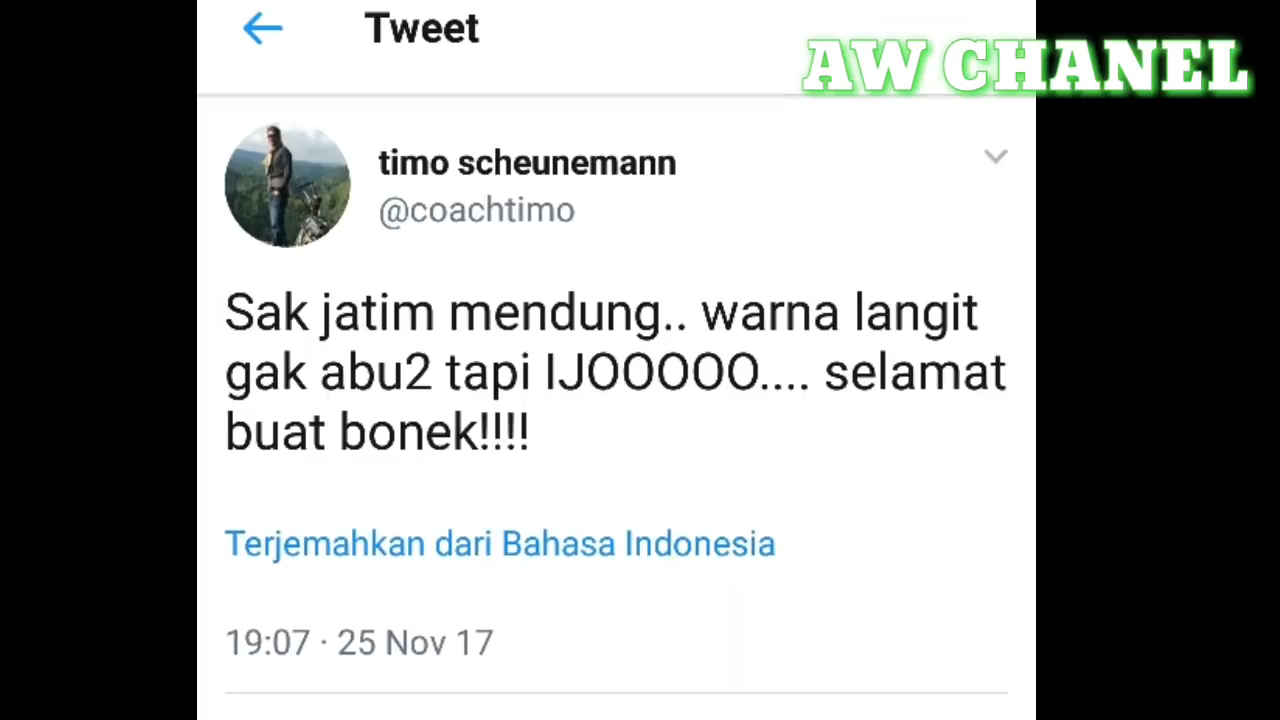 Tweet
AW CHANEL
timo scheunemann
@coachtimo
Sak jatim mendung.. warna langit
gak abu2 tapi IJOOOOO.... selamat
buat bonek!!!!
Terjemahkan dari Bahasa Indonesia
19:07 · 25 Nov 17